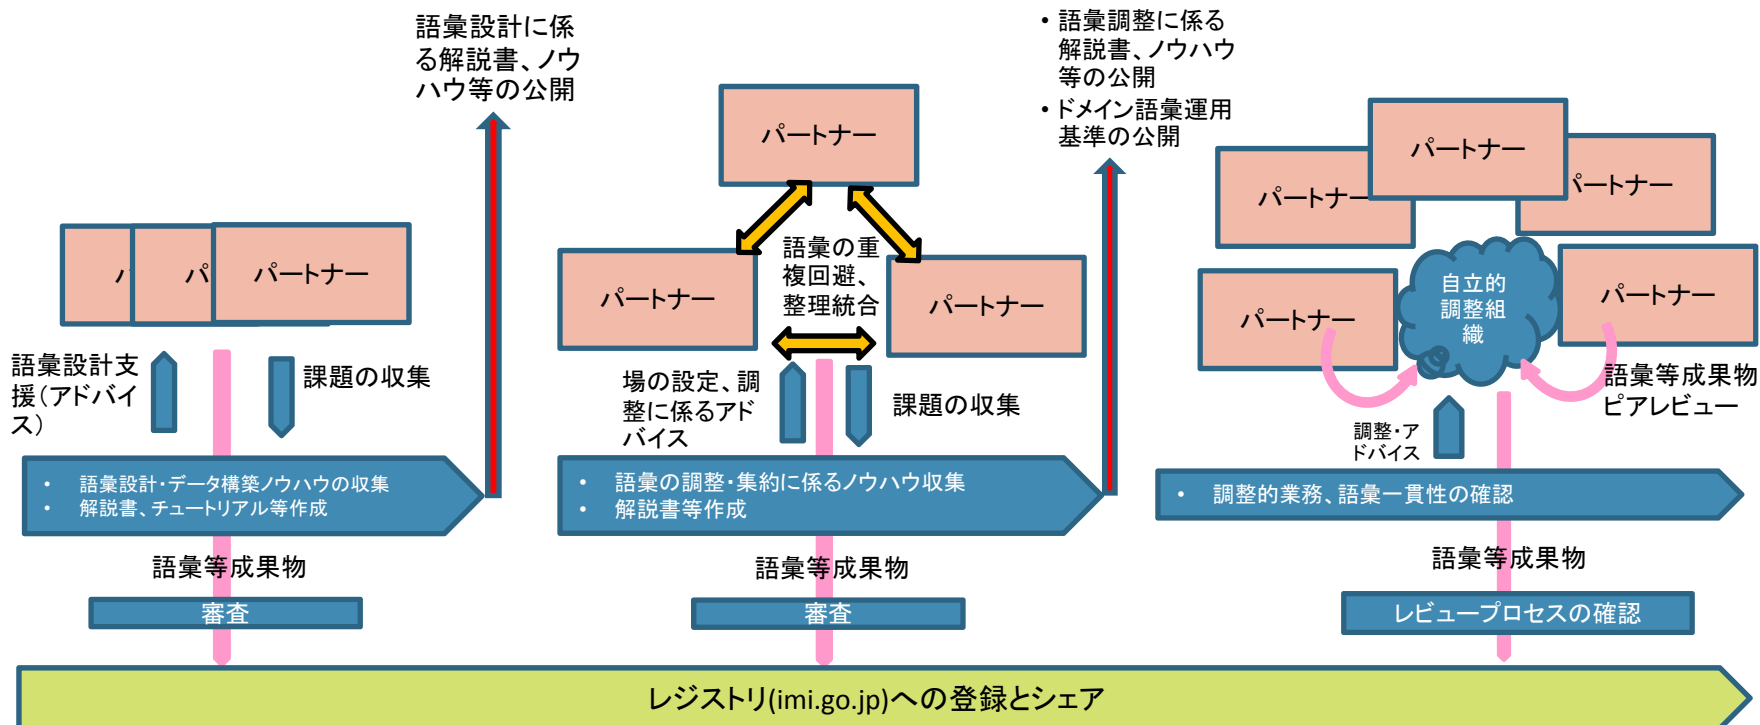 語彙設計に係
る解説書、ノウ
ハウ等の公開
パ
パ
パートナー
語彙設計支
援(アドバイ
ス)
課題の収集
• 語彙設計・データ構築ノウハウの収集
• 解説書、チュートリアル等作成
語彙等成果物
審査
パートナー
語彙の重
複回避、
整理統合
パートナー
パートナー
場の設定、調
整に係るアド
バイス
課題の収集
• 語彙の調整・集約に係るノウハウ収集
• 解説書等作成
語彙等成果物
審査
• 語彙調整に係る
解説書、ノウハウ
等の公開
• ドメイン語彙運用
基準の公開
パートナー
パートナー
パートナー
パートナー
パートナー
自立的
調整組
織
語彙等成果物
ピアレビュー
調整・ア
ドバイス
• 調整的業務、語彙一貫性の確認
語彙等成果物
レビュープロセスの確認
レジストリ(imi.go.jp)への登録とシェア